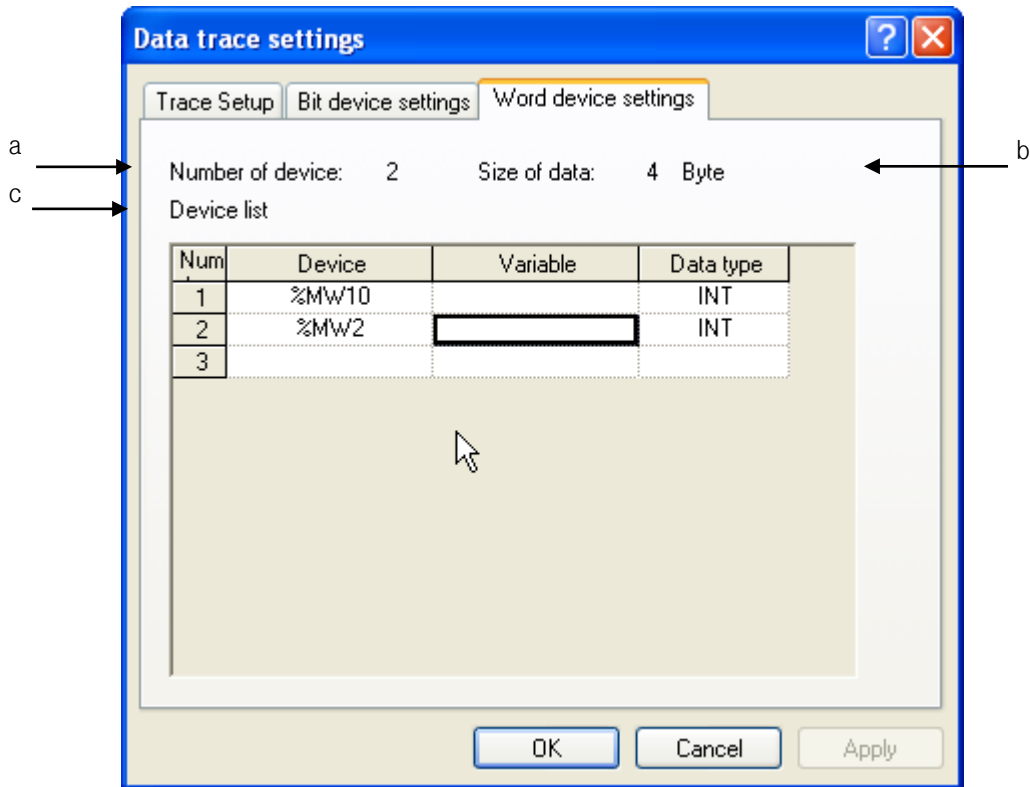 Data trace settings
Trace Setup Bit device settings Word device settings
a
Number of device: 2 Size of data: 4 Byte
b
c
Device list
Num Device Variable Data type
1 %MW10 INT
2 %MW2 INT
3
OK Cancel Apply